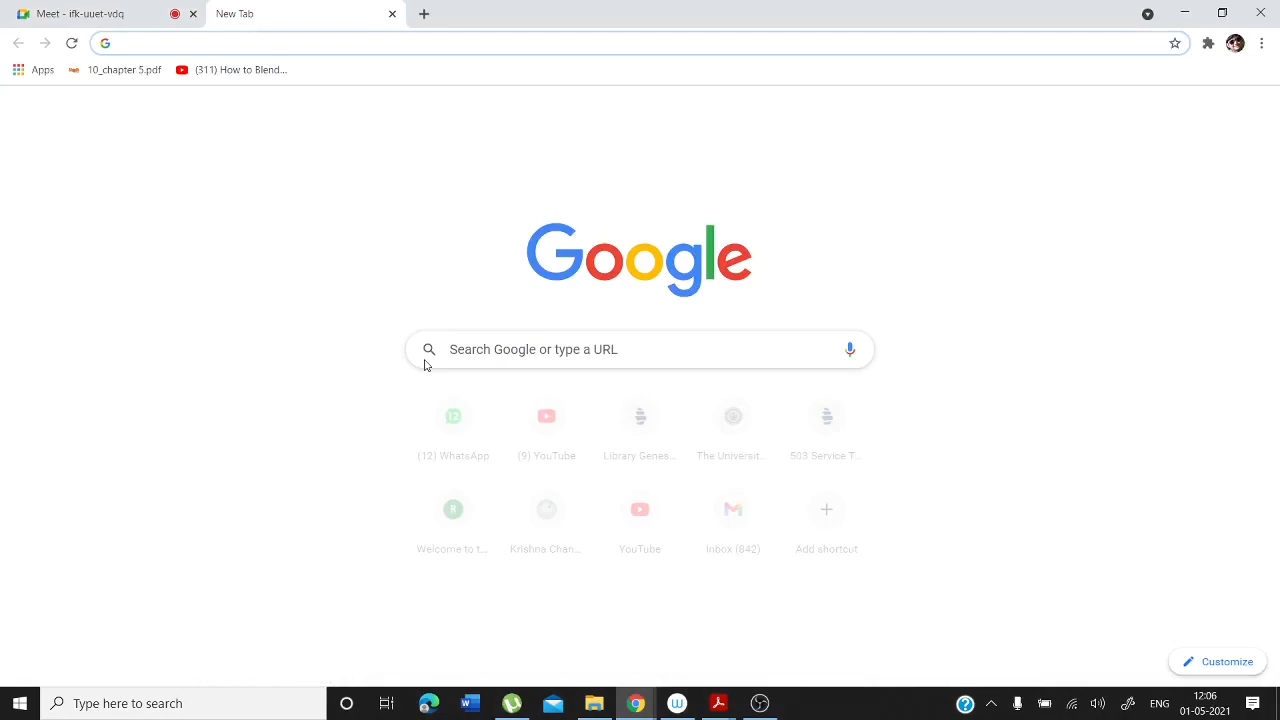 Meet - ifk-uet-vdq
New Tab
Apps
10_chapter 5.pdf
(311) How to Blend...
Google
Search Google or type a URL
12
(12) WhatsApp
(9) YouTube
Library Genes...
The Universit...
503 Service T...
R
Welcome to t...
Krishna Chan...
YouTube
Inbox (842)
Add shortcut
Customize
Type here to search
ENG
12:06
01-05-2021